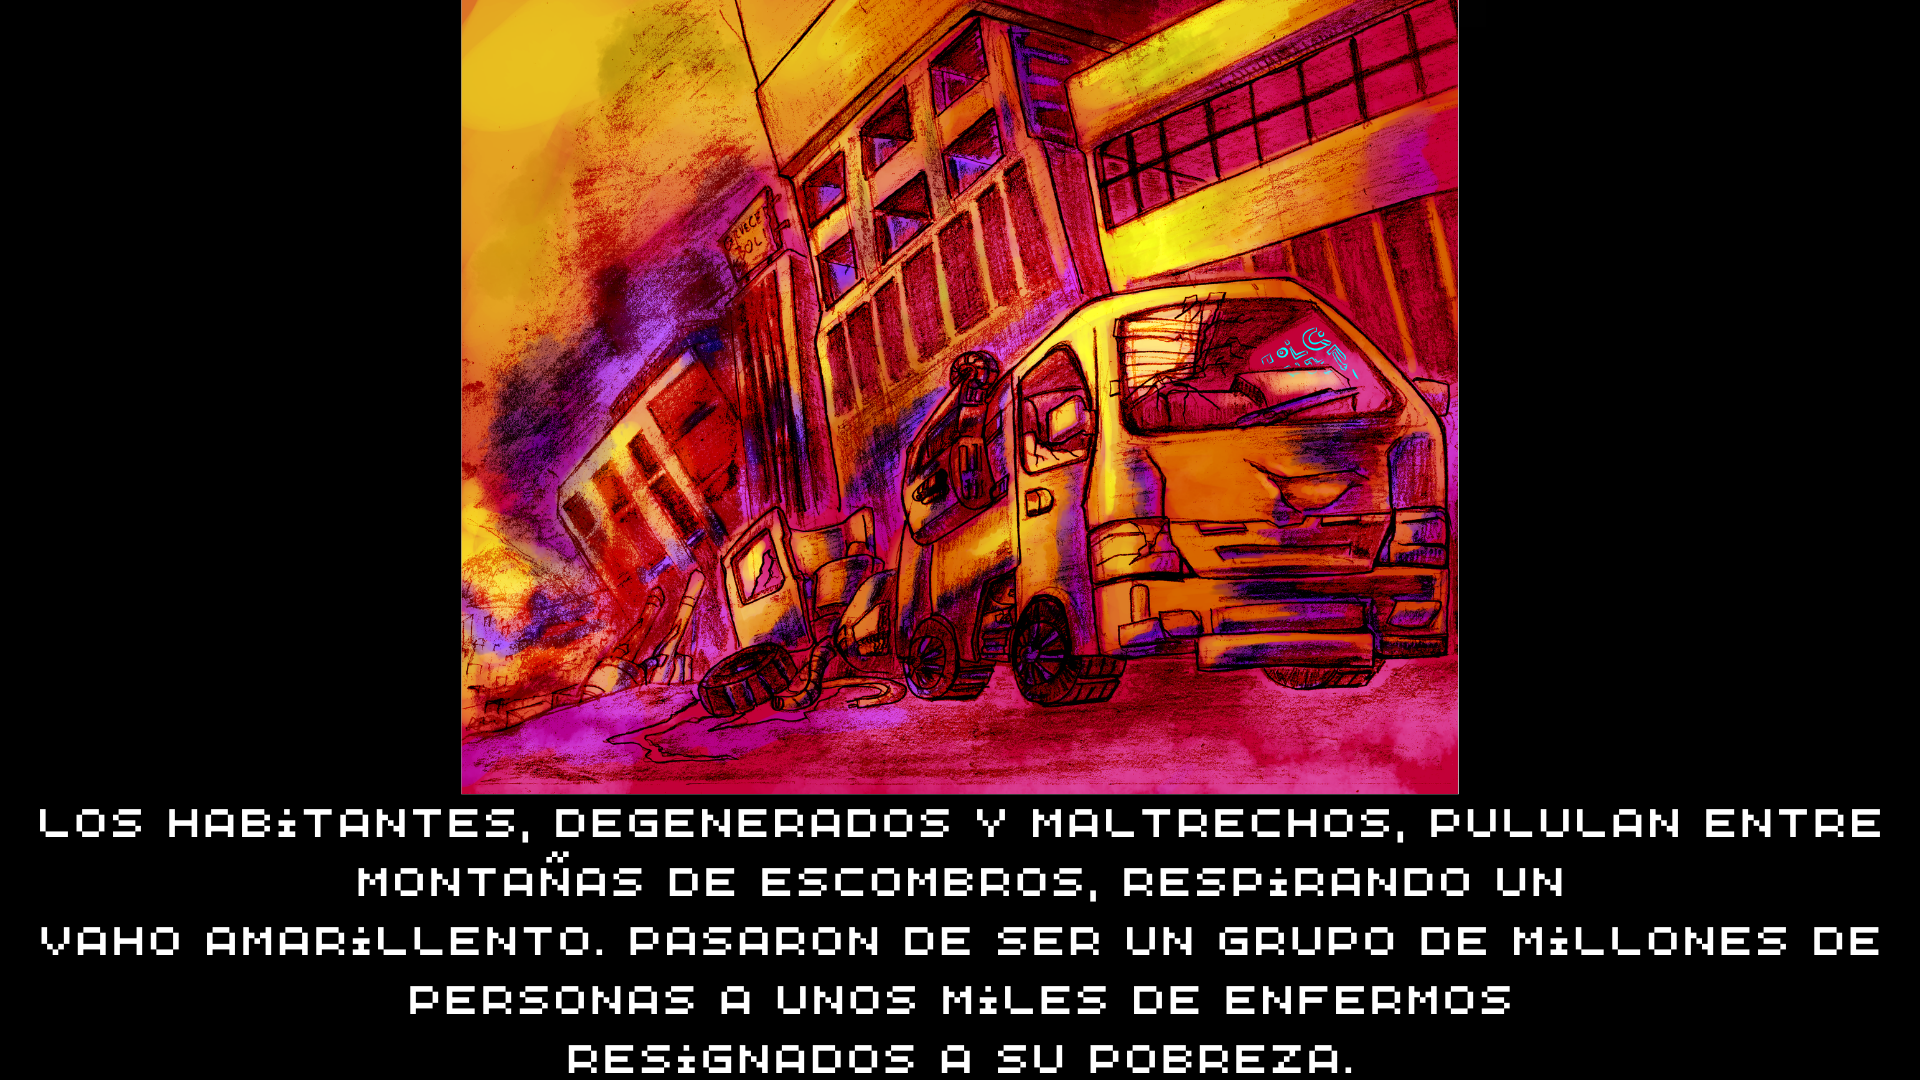 LOS HABITANTES, DEGENERADOS Y MALTRECHOS, PULULAN ENTRE
MONTAÑAS DE ESCOMBROS, RESPIRANDO UN
VAHO AMARILLENTO. PASARON DE SER UN GRUPO DE MILLONES DE
PERSONAS A UNOS MILES DE ENFERMOS
RESIGNADOS A SU POBREZA.